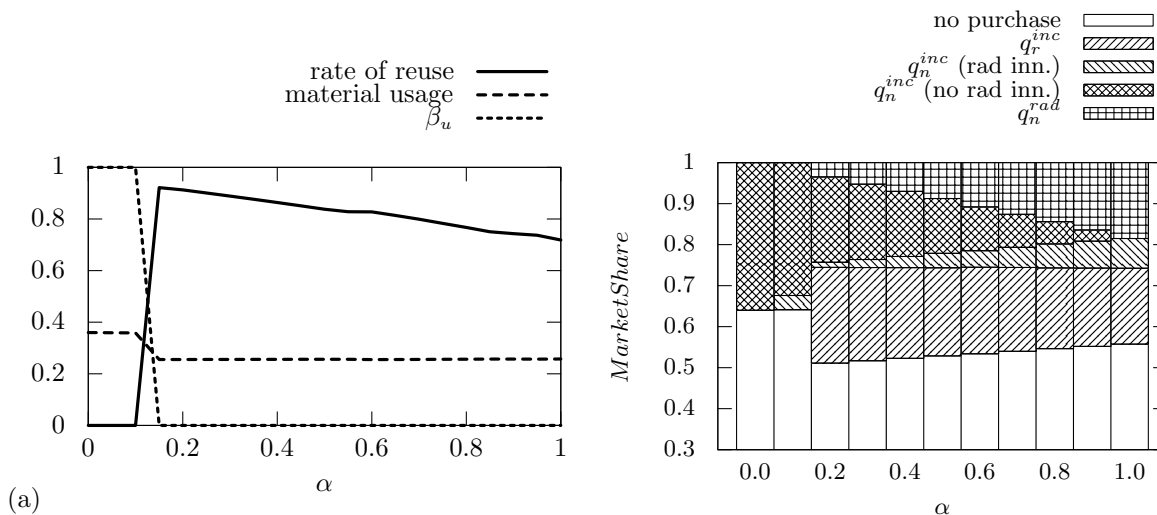 rate of reuse
material usage
β_u
1
0.8
0.6
0.4
0.2
0
0 0.2 0.4 0.6 0.8 1
α
(a)
no purchase
q_r^{inc}
q_n^{inc} (rad inn.)
q_n^{inc} (no rad inn.)
q_n^{rad}
MarketShare
1
0.9
0.8
0.7
0.6
0.5
0.4
0.3
0.0 0.2 0.4 0.6 0.8 1.0
α